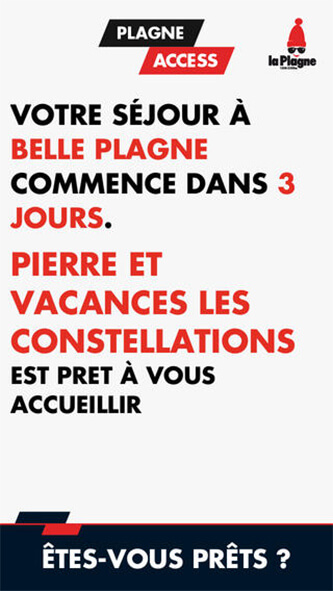 PLAGNE
ACCESS
la Plagne
VOTRE SÉJOUR À
BELLE PLAGNE
COMMENCE DANS 3
JOURS.
PIERRE ET
VACANCES LES
CONSTELLATIONS
EST PRET À VOUS
ACCUEILLIR
ÊTES-VOUS PRÊTS ?